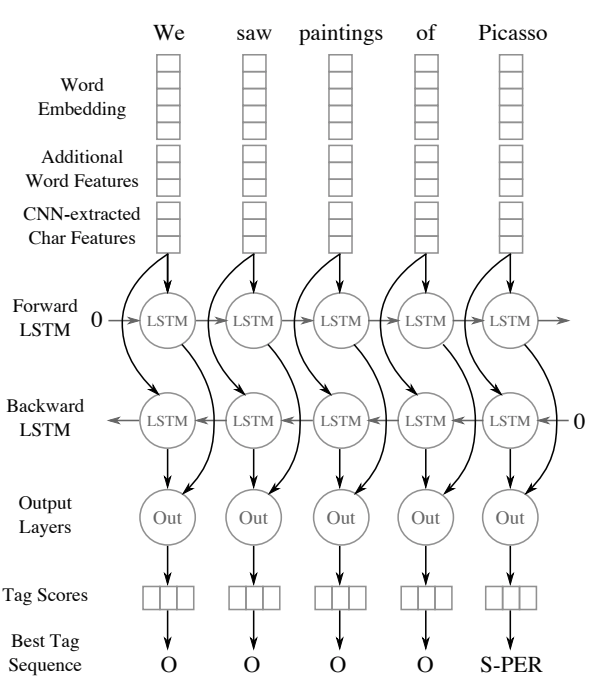 We saw paintings of Picasso
Word
Embedding
Additional
Word Features
CNN-extracted
Char Features
Forward
LSTM
0 LSTM LSTM LSTM LSTM LSTM
Backward
LSTM
LSTM LSTM LSTM LSTM LSTM 0
Output
Layers
Out Out Out Out Out
Tag Scores
Best Tag
Sequence
O O O O S-PER